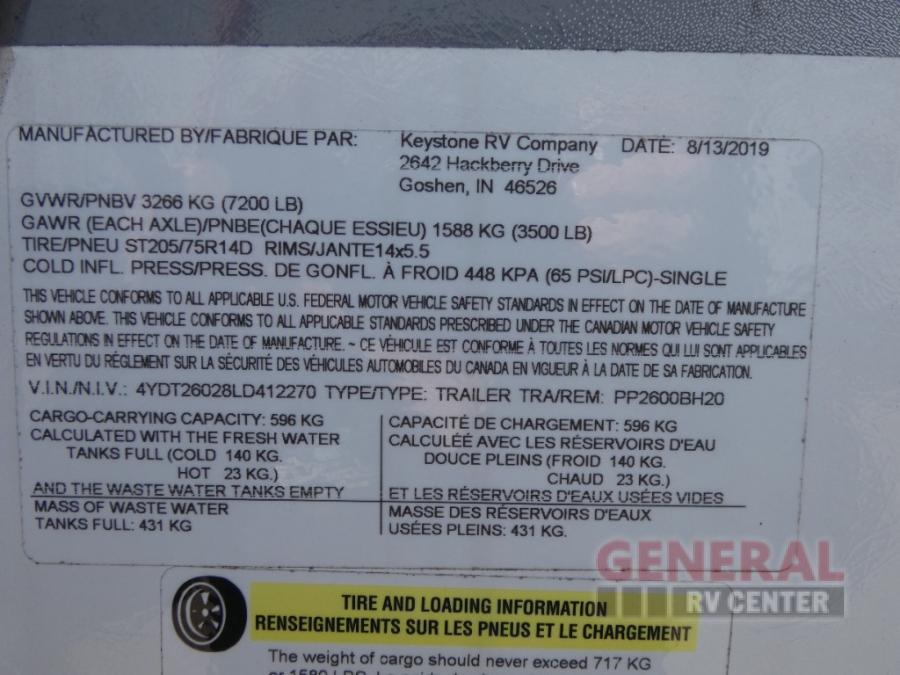 MANUFACTURED BY/FABRIQUE PAR: Keystone RV Company DATE: 8/13/2019
2642 Hackberry Drive
Goshen, IN 46526
GVWR/PNBV 3266 KG (7200 LB)
GAWR (EACH AXLE)/PNBE(CHAQUE ESSIEU) 1588 KG (3500 LB)
TIRE/PNEU ST205/75R14D RIMS/JANTE14x5.5
COLD INFL. PRESS/PRESS. DE GONFL. À FROID 448 KPA (65 PSI/LPC)-SINGLE
THIS VEHICLE CONFORMS TO ALL APPLICABLE U.S. FEDERAL MOTOR VEHICLE SAFETY STANDARDS IN EFFECT ON THE DATE OF MANUFACTURE
SHOWN ABOVE. THIS VEHICLE CONFORMS TO ALL APPLICABLE STANDARDS PRESCRIBED UNDER THE CANADIAN MOTOR VEHICLE SAFETY
REGULATIONS IN EFFECT ON THE DATE OF MANUFACTURE. ~ CE VÉHICULE EST CONFORME À TOUTES LES NORMES QUI LUI SONT APPLICABLES
EN VERTU DU RÉGLEMENT SUR LA SÉCURITÉ DES VÉHICULES AUTOMOBILES DU CANADA EN VIGUEUR À LA DATE DE SA FABRICATION.
V.I.N./N.I.V.: 4YDT26028LD412270 TYPE/TYPE: TRAILER TRA/REM: PP2600BH20
CARGO-CARRYING CAPACITY: 596 KG
CALCULATED WITH THE FRESH WATER
TANKS FULL (COLD 140 KG.
HOT 23 KG.)
AND THE WASTE WATER TANKS EMPTY
MASS OF WASTE WATER
TANKS FULL: 431 KG
CAPACITÉ DE CHARGEMENT: 596 KG
CALCULÉE AVEC LES RÉSERVOIRS D'EAU
DOUCE PLEINS (FROID 140 KG.
CHAUD 23 KG.)
ET LES RÉSERVOIRS D'EAUX USÉES VIDES
MASSE DES RÉSERVOIRS D'EAUX
USÉES PLEINS: 431 KG.
GENERAL
RV CENTER
TIRE AND LOADING INFORMATION
RENSEIGNEMENTS SUR LES PNEUS ET LE CHARGEMENT
The weight of cargo should never exceed 717 KG